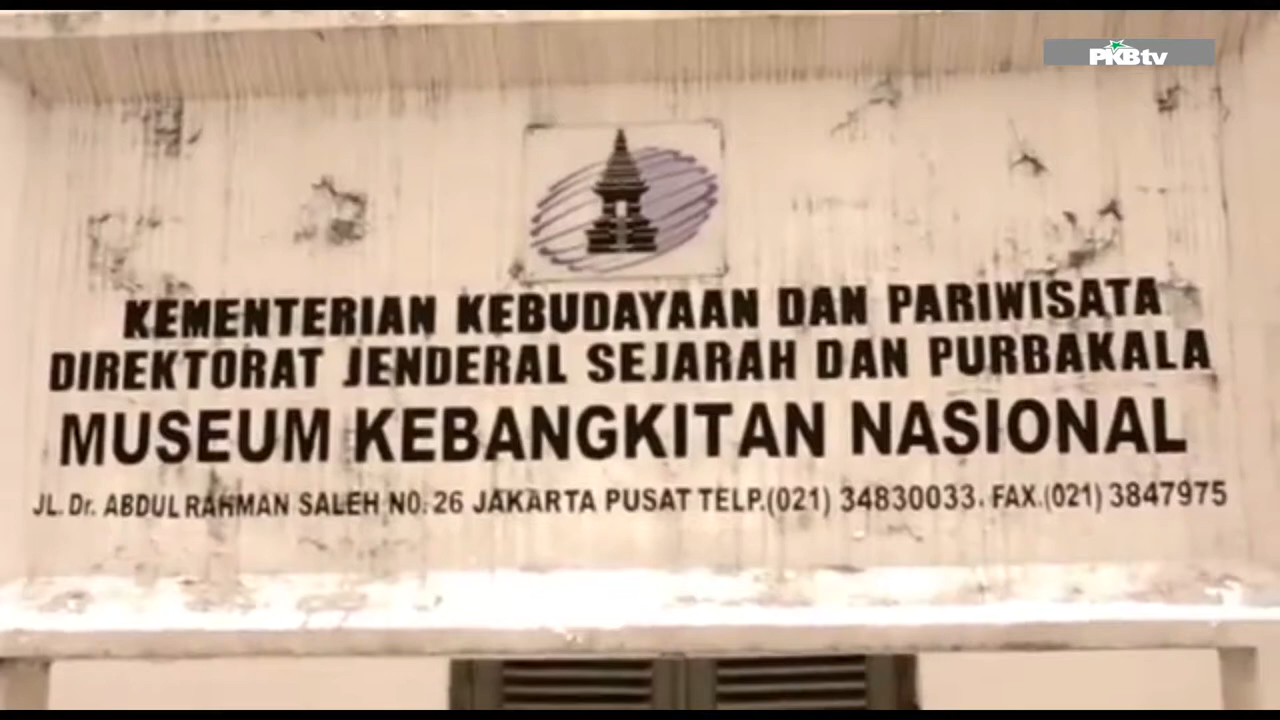 PKBtv
KEMENTERIAN KEBUDAYAAN DAN PARIWISATA
DIREKTORAT JENDERAL SEJARAH DAN PURBAKALA
MUSEUM KEBANGKITAN NASIONAL
JL. Dr. ABDUL RAHMAN SALEH NO. 26 JAKARTA PUSAT TELP.(021) 34830033. FAX.(021) 3847975